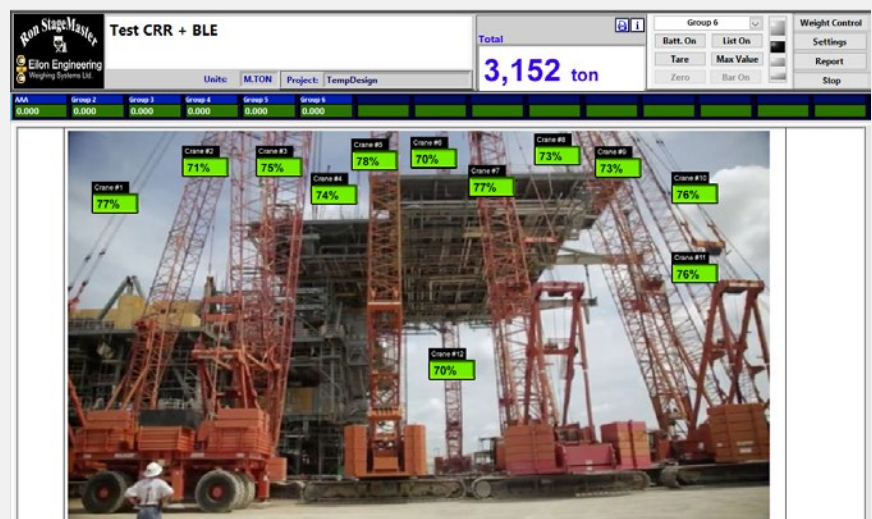 Ron StageMaster
Eilon Engineering
Weighing Systems Ltd.
Test CRR + BLE
Units: M.TON Project: TempDesign
Total
3,152 ton
i
Group 6
Batt. On List On
Tare Max Value
Zero Bar On
Weight Control
Settings
Report
Stop
AAA Group 2 Group 3 Group 4 Group 5 Group 6
0.000 0.000 0.000 0.000 0.000 0.000
Crane #1
77%
Crane #2
71%
Crane #3
75%
Crane #4
74%
Crane #5
78%
Crane #6
70%
Crane #7
77%
Crane #8
73%
Crane #9
73%
Crane #10
76%
Crane #11
76%
Crane #12
70%